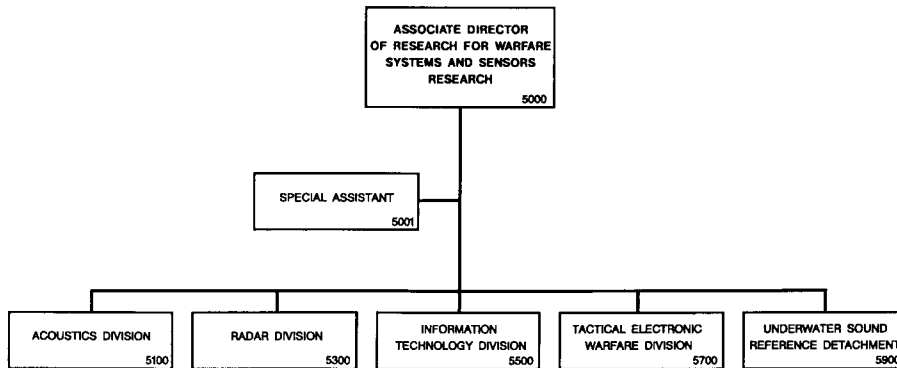 ASSOCIATE DIRECTOR
OF RESEARCH FOR WARFARE
SYSTEMS AND SENSORS
RESEARCH
5000
SPECIAL ASSISTANT
5001
ACOUSTICS DIVISION
5100
RADAR DIVISION
5300
INFORMATION
TECHNOLOGY DIVISION
5500
TACTICAL ELECTRONIC
WARFARE DIVISION
5700
UNDERWATER SOUND
REFERENCE DETACHMENT
5900